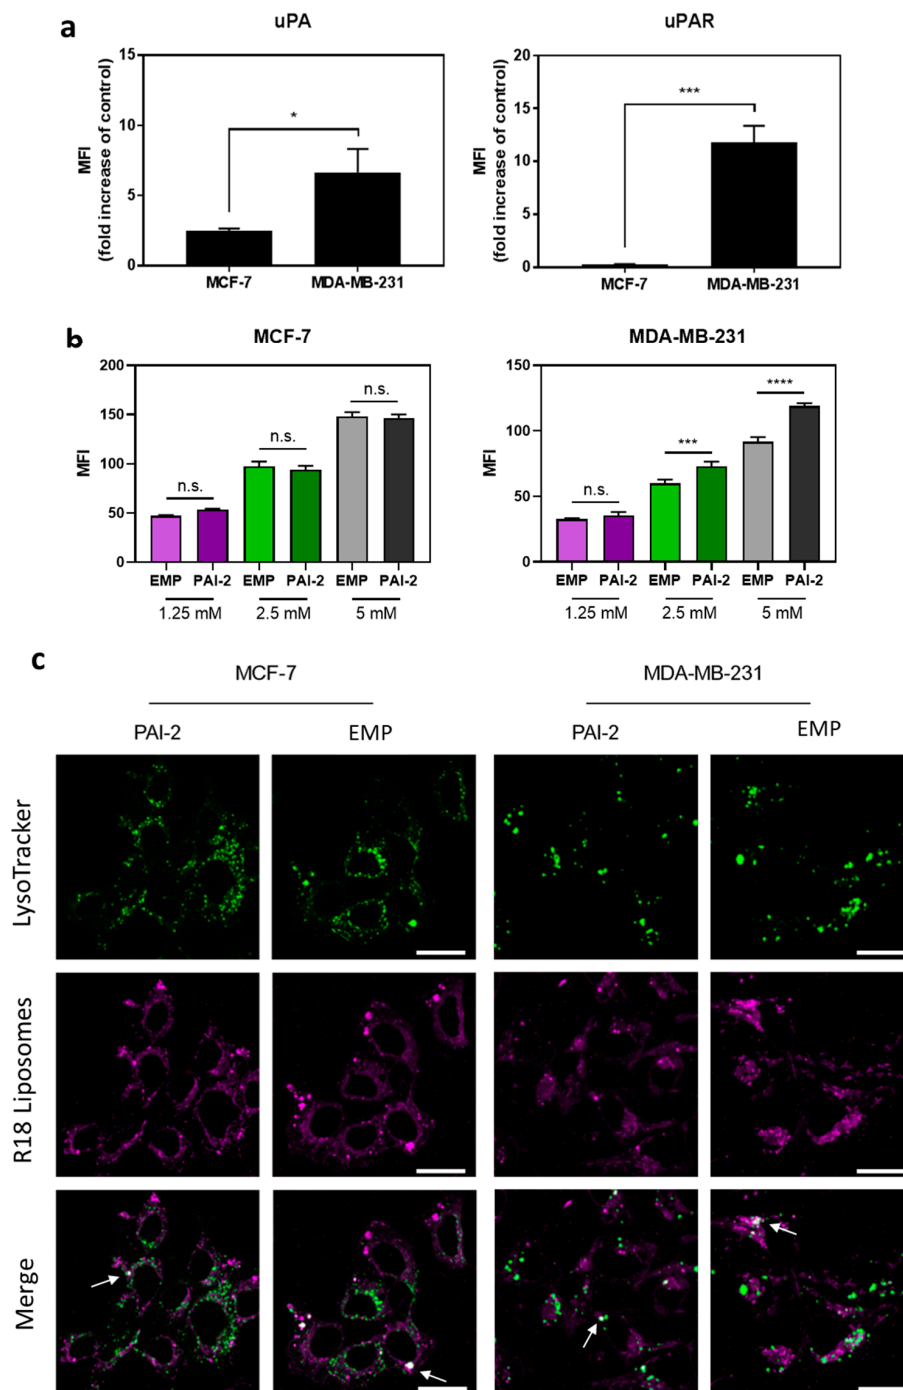 a
uPA
MFI
(fold increase of control)
15
10
5
0
*
MCF-7
MDA-MB-231
uPAR
MFI
(fold increase of control)
20
15
10
5
0
***
MCF-7
MDA-MB-231
b
MCF-7
MFI
200
150
100
50
0
n.s.
n.s.
n.s.
EMP PAI-2 EMP PAI-2 EMP PAI-2
1.25 mM 2.5 mM 5 mM
MDA-MB-231
MFI
150
100
50
0
n.s.
***
****
EMP PAI-2 EMP PAI-2 EMP PAI-2
1.25 mM 2.5 mM 5 mM
c
MCF-7
MDA-MB-231
PAI-2
EMP
PAI-2
EMP
LysoTracker
R18 Liposomes
Merge